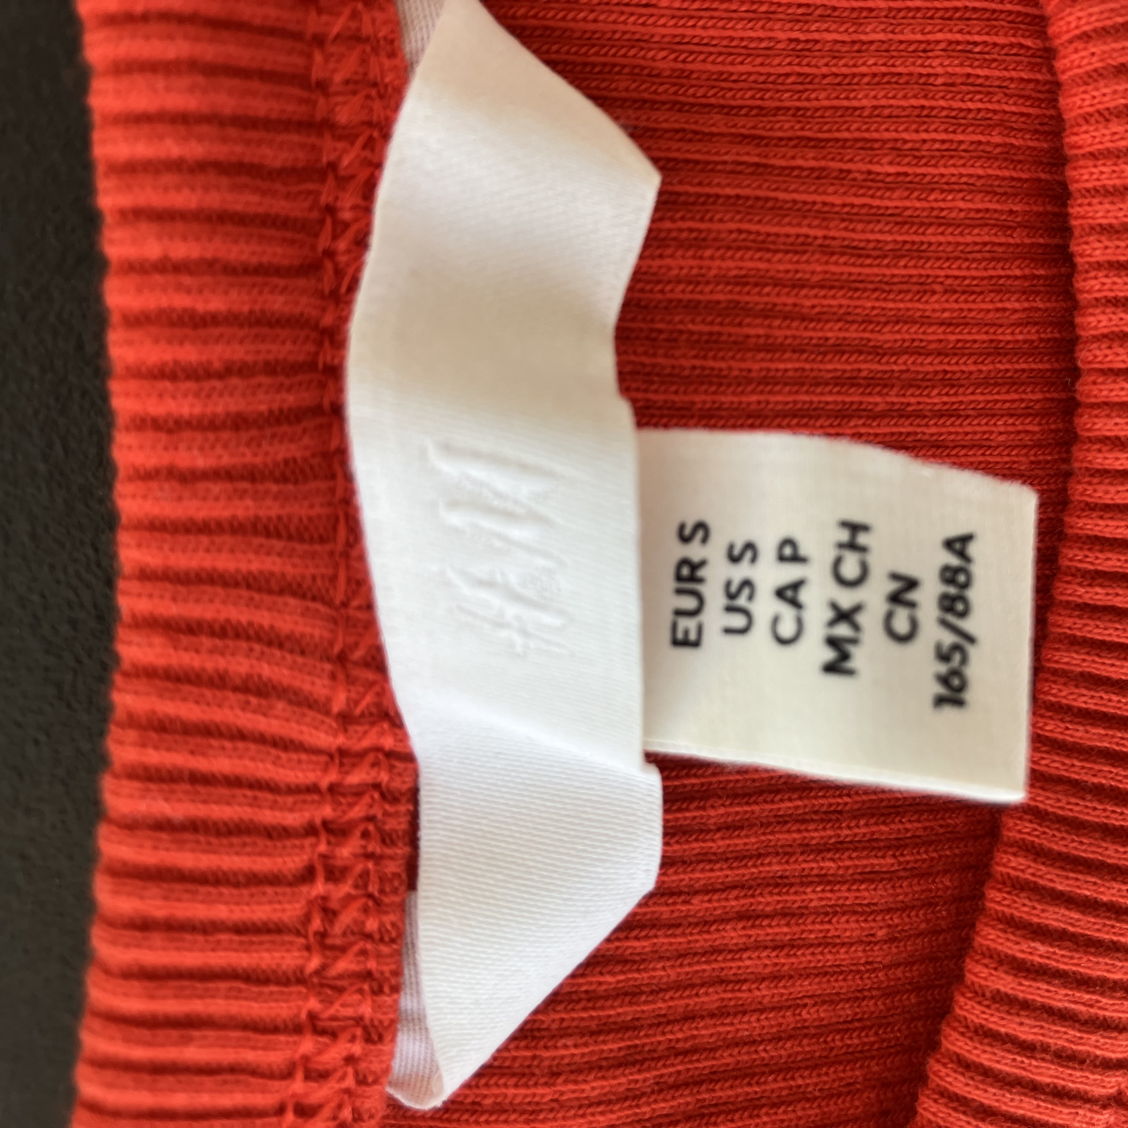 H&M
EUR S
US S
CA P
MX CH
CN
165/88A